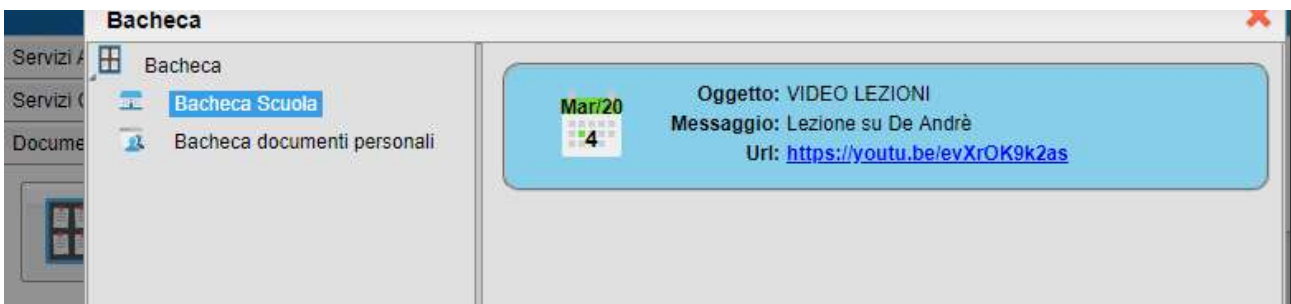 Bacheca
Servizi A
Servizi C
Docume
Bacheca
Bacheca Scuola
Bacheca documenti personali
Mar/20
4
Oggetto: VIDEO LEZIONI
Messaggio: Lezione su De Andrè
Url: https://youtu.be/evXrOK9k2as